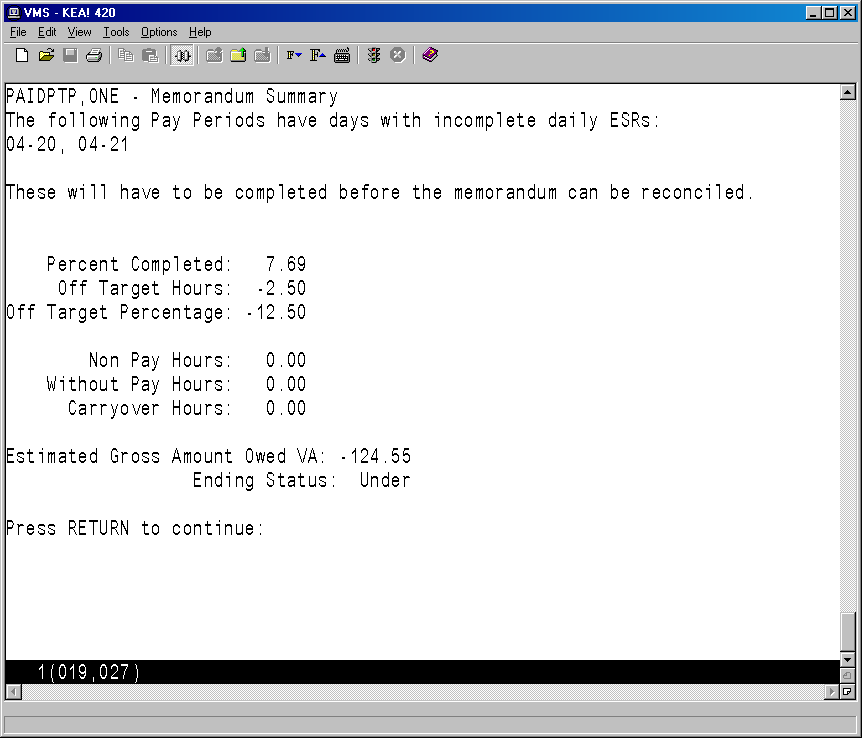 VMS - KEA! 420
File Edit View Tools Options Help
PAIDPTP,ONE - Memorandum Summary
The following Pay Periods have days with incomplete daily ESRs:
04-20, 04-21
These will have to be completed before the memorandum can be reconciled.
Percent Completed: 7.69
Off Target Hours: -2.50
Off Target Percentage: -12.50
Non Pay Hours: 0.00
Without Pay Hours: 0.00
Carryover Hours: 0.00
Estimated Gross Amount Owed VA: -124.55
Ending Status: Under
Press RETURN to continue:
1(019,027)